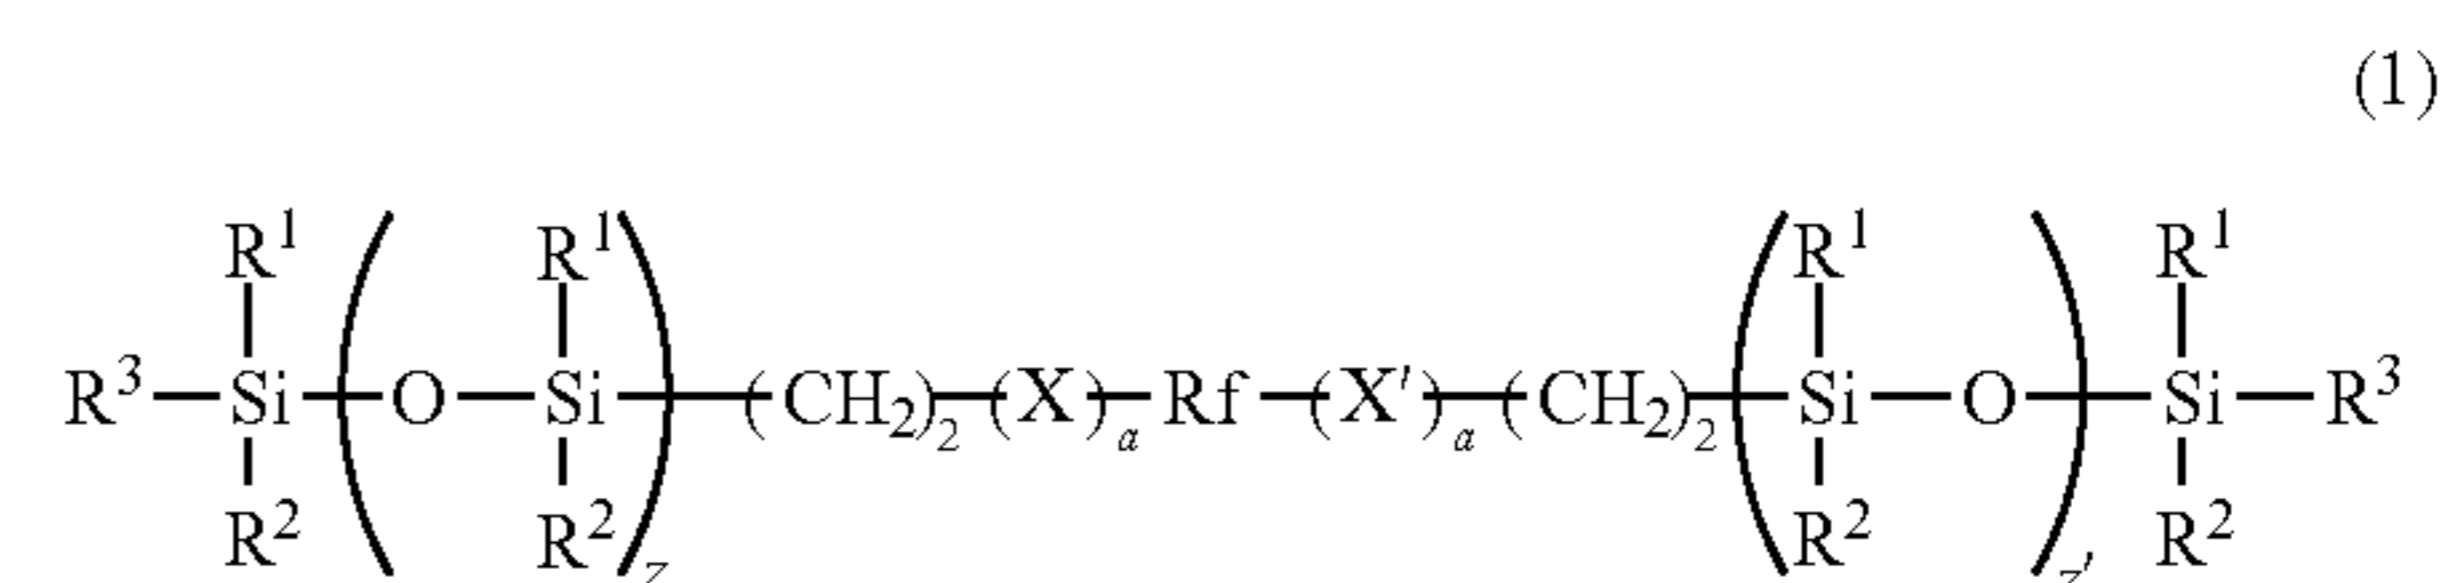 (1)
R¹ R¹ R¹ R¹
R³—Si—(O—Si)z—(CH₂)₂—(X)a—Rf—(X')a—(CH₂)₂—(Si—O)z'—Si—R³
R² R² R² R²